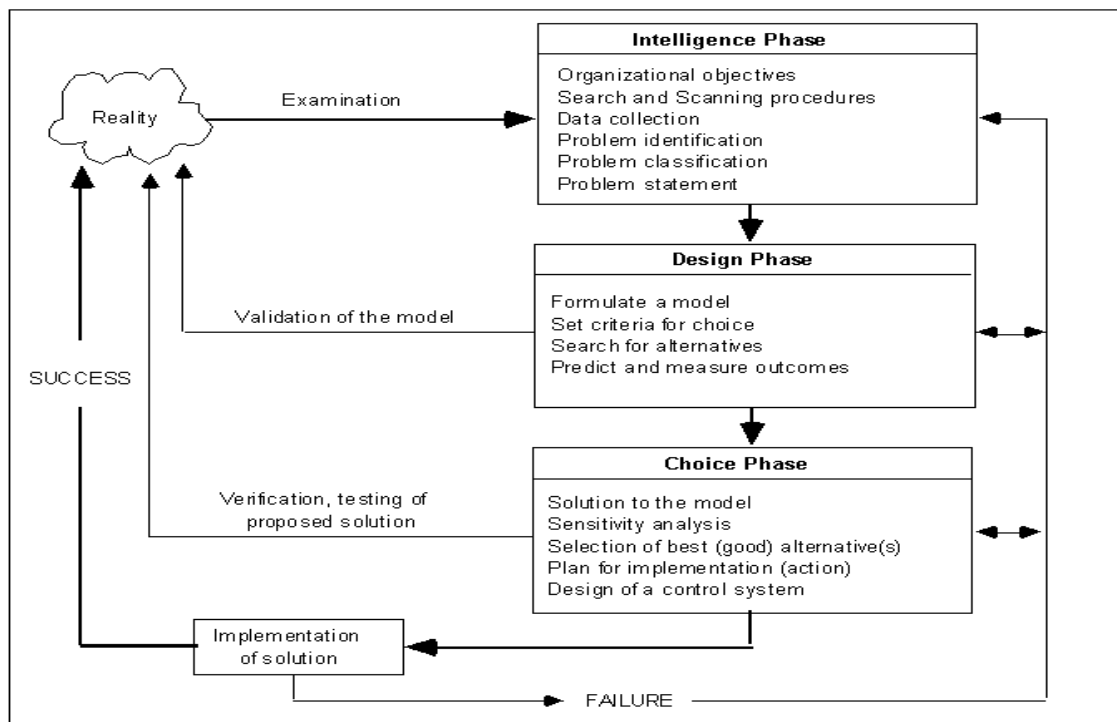 Intelligence Phase
Organizational objectives
Search and Scanning procedures
Data collection
Problem identification
Problem classification
Problem statement
Reality
Examination
Design Phase
Formulate a model
Set criteria for choice
Search for alternatives
Predict and measure outcomes
Validation of the model
SUCCESS
Choice Phase
Solution to the model
Sensitivity analysis
Selection of best (good) alternative(s)
Plan for implementation (action)
Design of a control system
Verification, testing of
proposed solution
Implementation
of solution
FAILURE